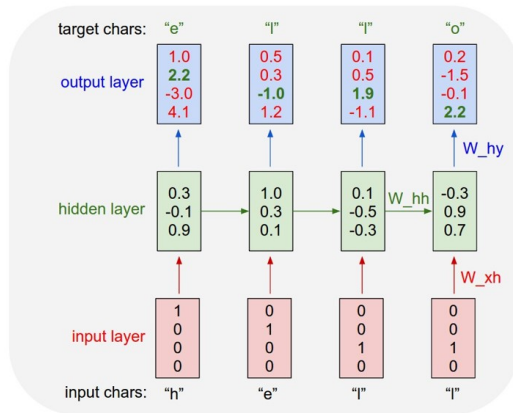 target chars: “e” “l” “l” “o”
output layer
1.0 0.5 0.1 0.2
2.2 0.3 0.5 -1.5
-3.0 -1.0 1.9 -0.1
4.1 1.2 -1.1 2.2
W_hy
hidden layer
0.3 1.0 0.1 -0.3
-0.1 0.3 -0.5 0.9
0.9 0.1 -0.3 0.7
W_hh
W_xh
input layer
1 0 0 0
0 1 0 0
0 0 1 1
0 0 0 0
input chars: “h” “e” “l” “l”